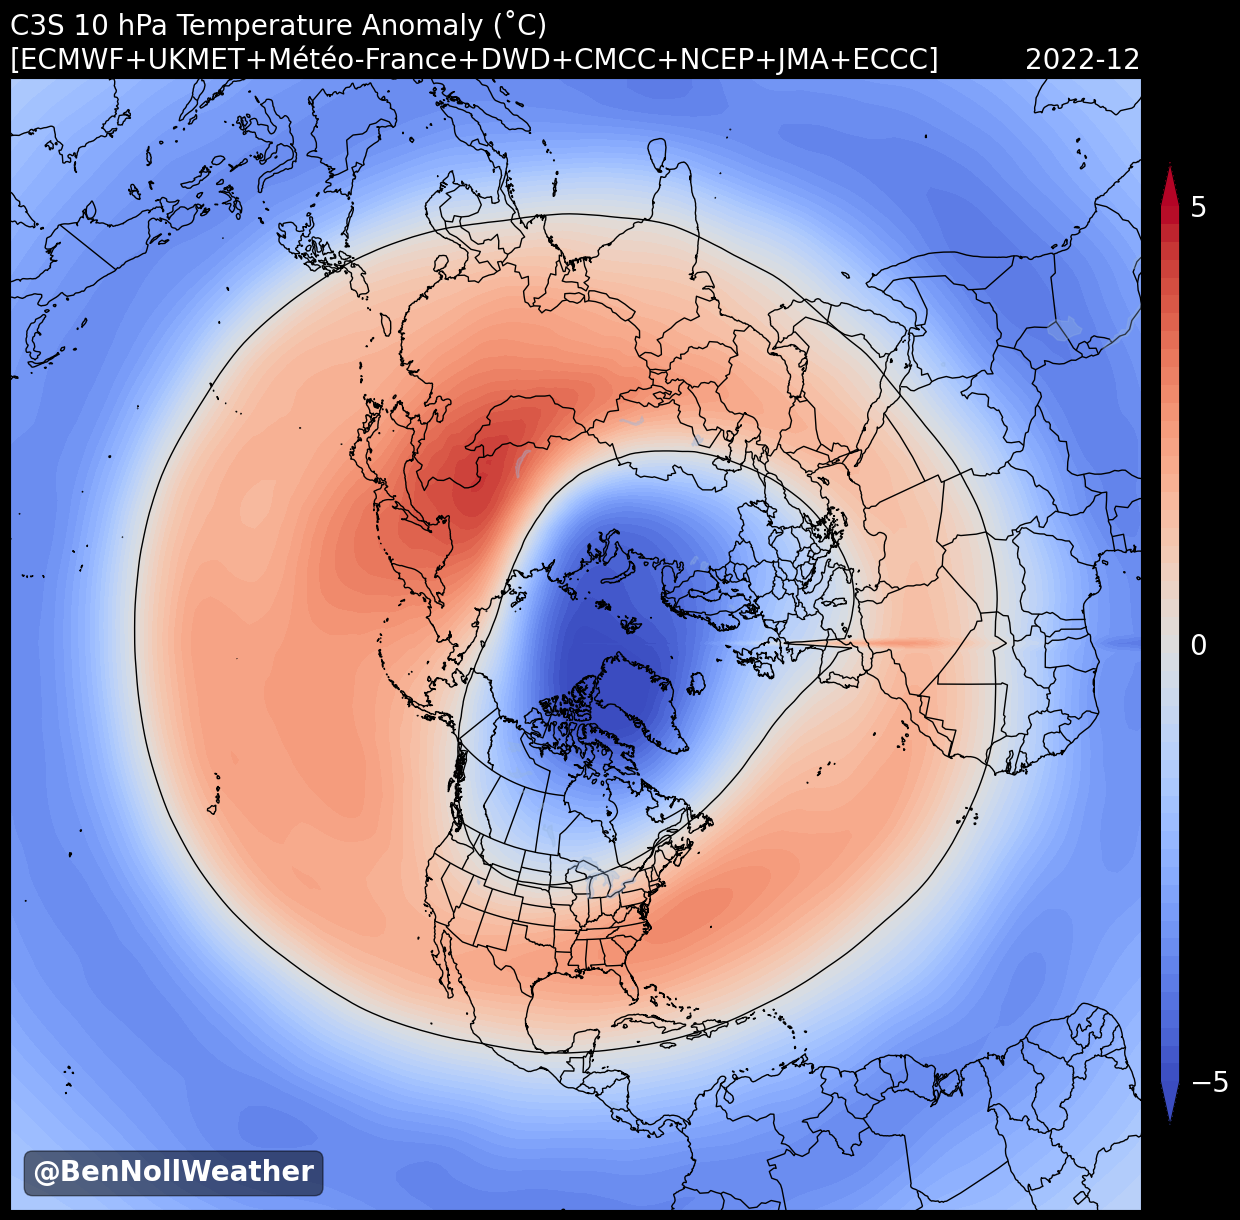 C3S 10 hPa Temperature Anomaly (˚C)
[ECMWF+UKMET+Météo-France+DWD+CMCC+NCEP+JMA+ECCC] 2022-12
5
0
−5
@BenNollWeather